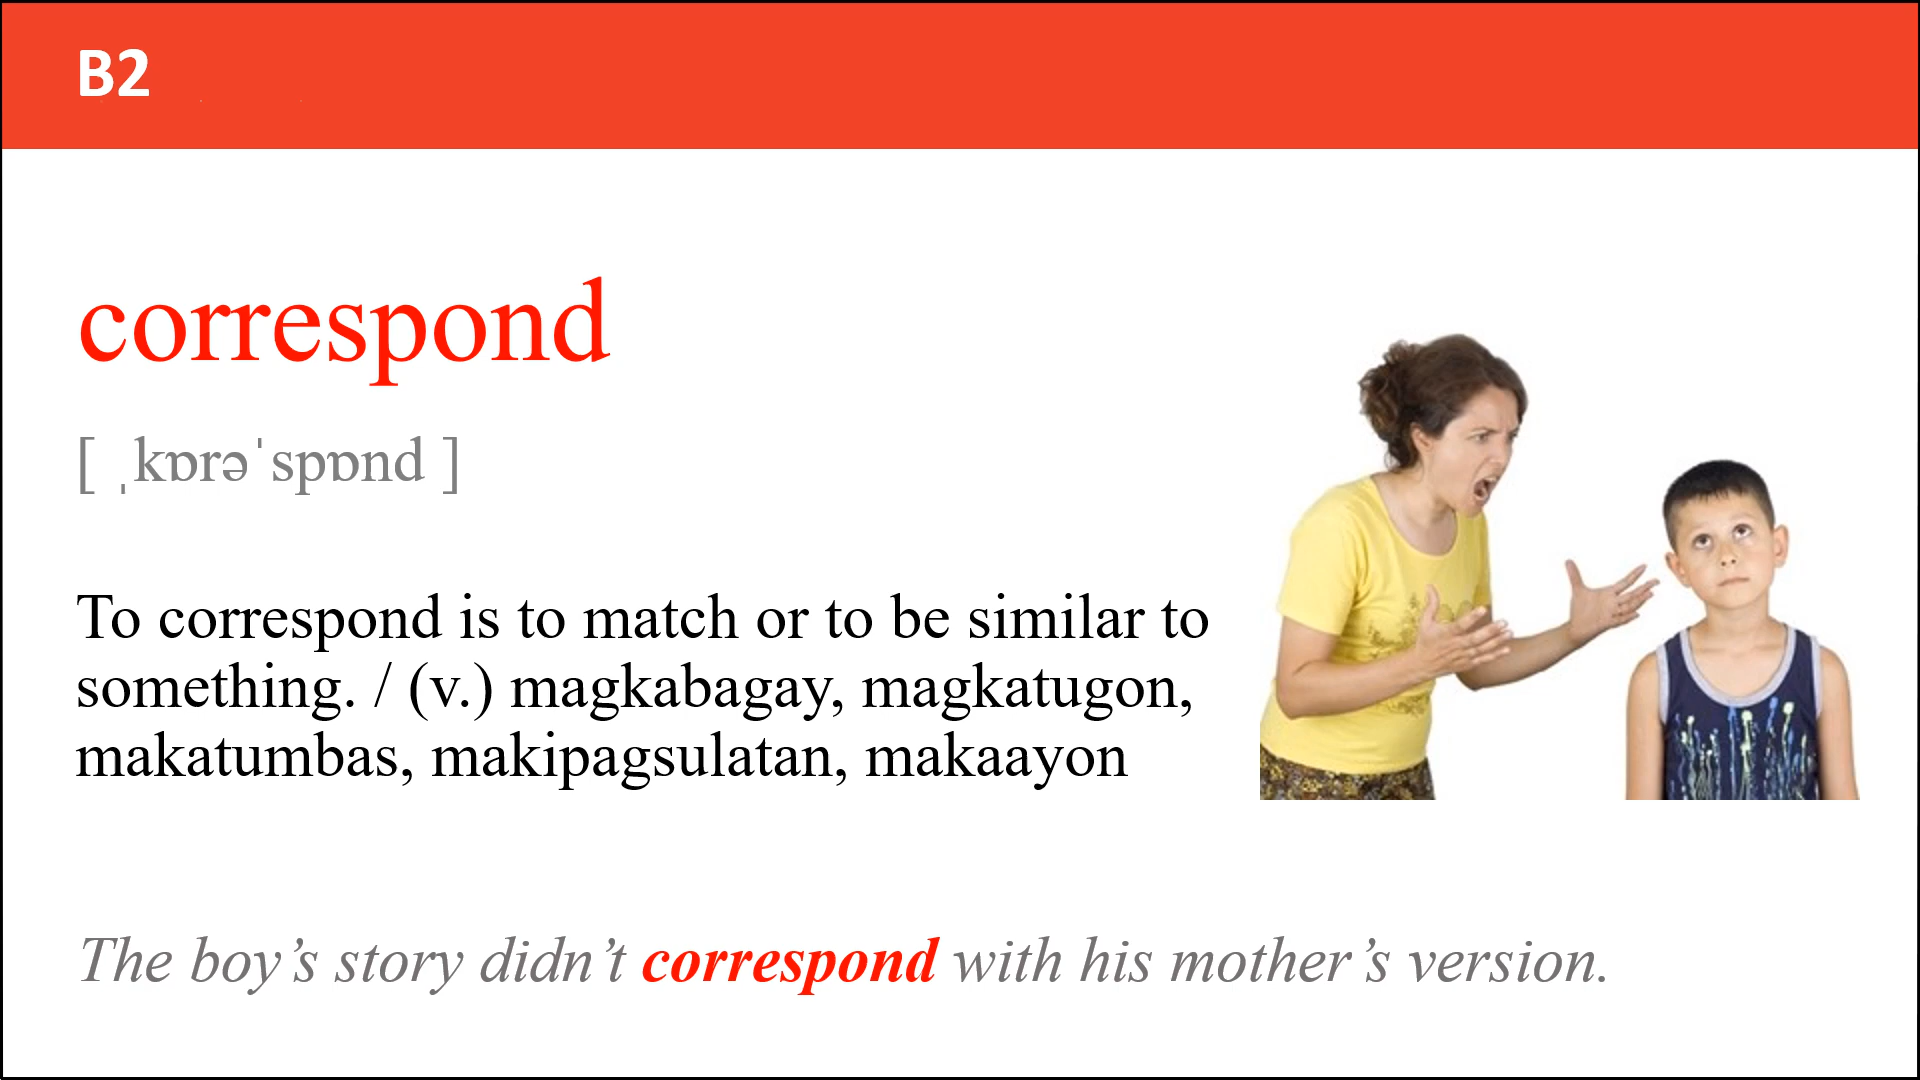 B2
correspond
[ ˌkɒrəˈspɒnd ]
To correspond is to match or to be similar to
something. / (v.) magkabagay, magkatugon,
makatumbas, makipagsulatan, makaayon
The boy’s story didn’t correspond with his mother’s version.